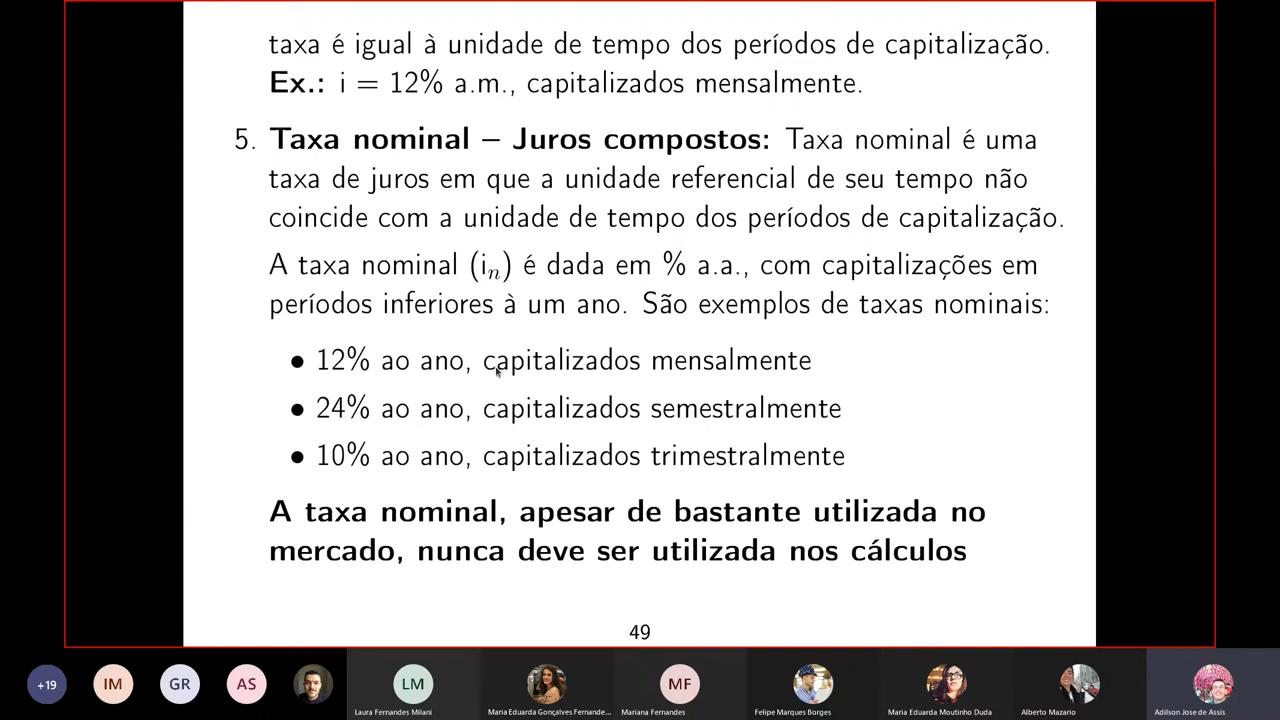 taxa é igual à unidade de tempo dos períodos de capitalização.
Ex.: i = 12% a.m., capitalizados mensalmente.
5. Taxa nominal – Juros compostos: Taxa nominal é uma
taxa de juros em que a unidade referencial de seu tempo não
coincide com a unidade de tempo dos períodos de capitalização.
A taxa nominal (iₙ) é dada em % a.a., com capitalizações em
períodos inferiores à um ano. São exemplos de taxas nominais:
• 12% ao ano, capitalizados mensalmente
• 24% ao ano, capitalizados semestralmente
• 10% ao ano, capitalizados trimestralmente
A taxa nominal, apesar de bastante utilizada no
mercado, nunca deve ser utilizada nos cálculos
49
+19 IM GR AS LM MF
Laura Fernandes Milani Maria Eduarda Gonçalves Fernande... Mariana Fernandes Felipe Marques Borges Maria Eduarda Moutinho Duda Alberto Mazario Adilson Jose de Assis